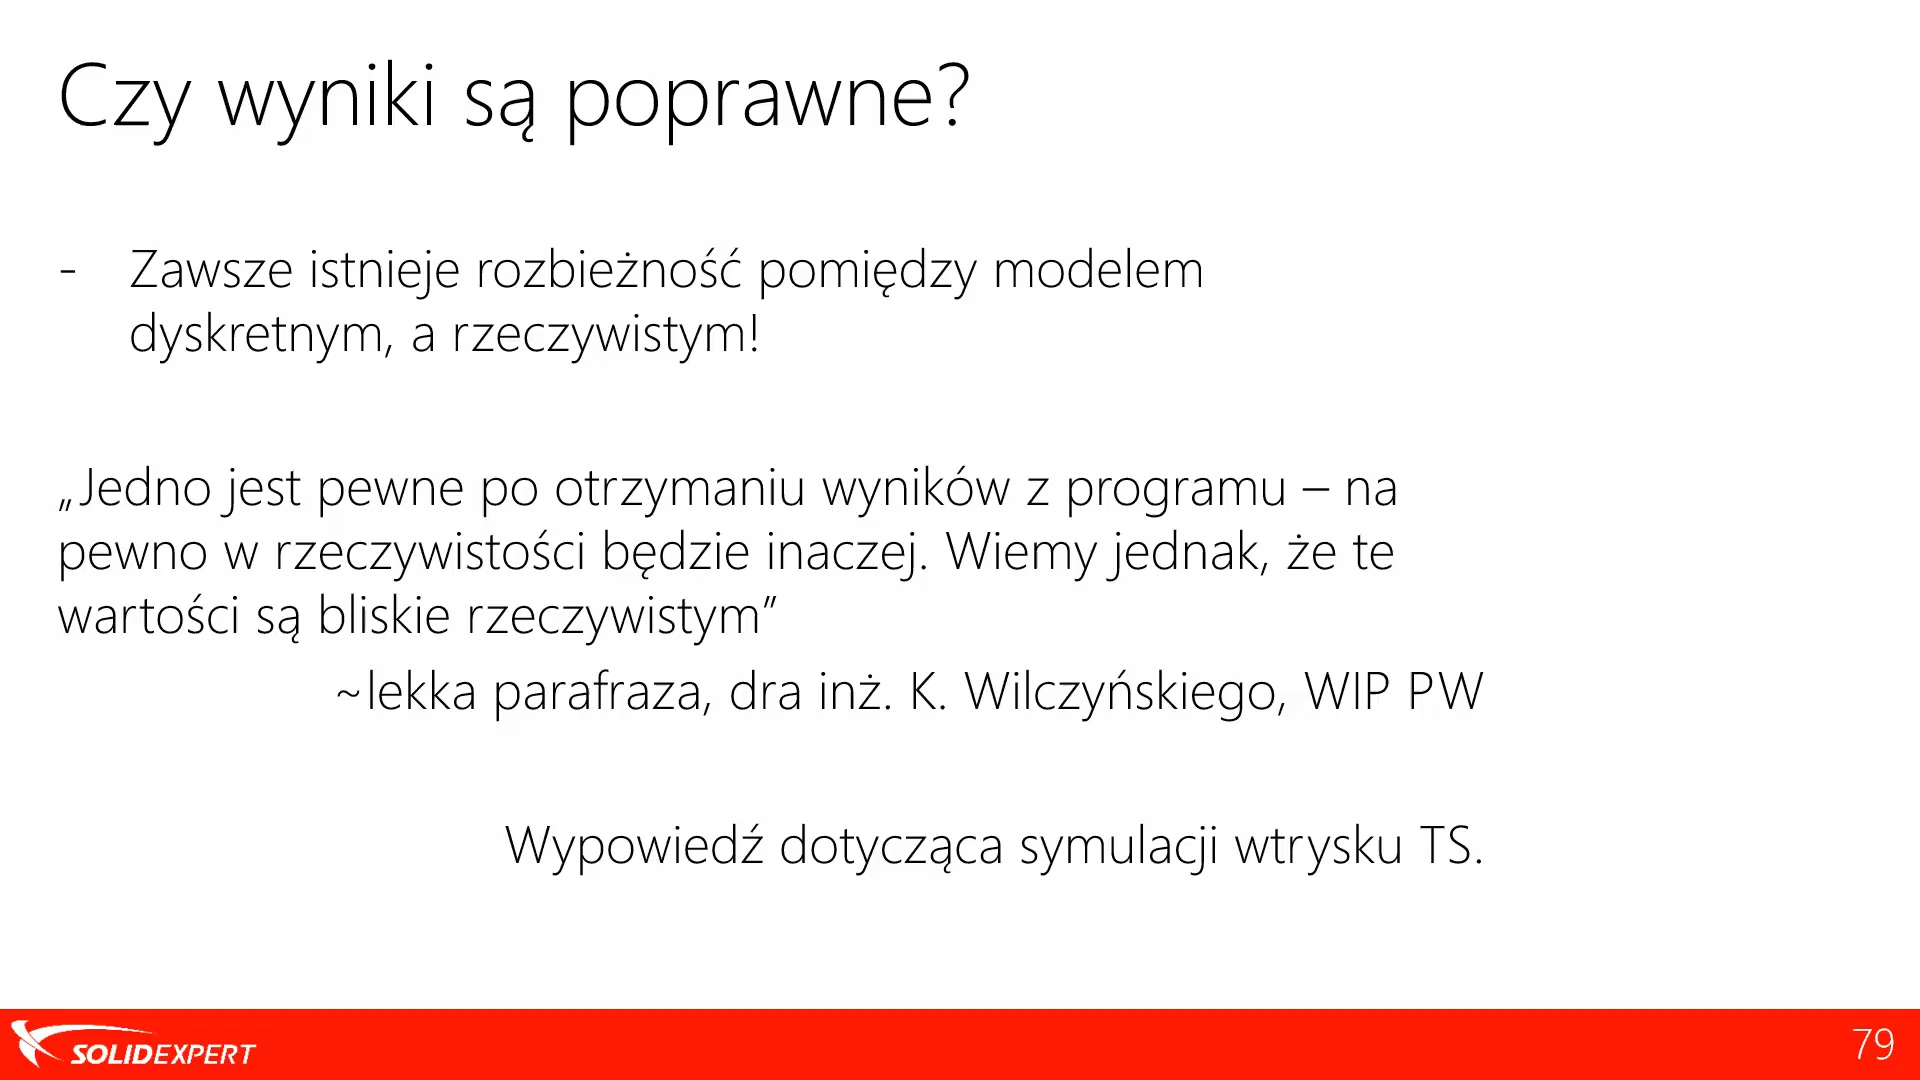 Czy wyniki są poprawne?
- Zawsze istnieje rozbieżność pomiędzy modelem
dyskretnym, a rzeczywistym!
„Jedno jest pewne po otrzymaniu wyników z programu – na
pewno w rzeczywistości będzie inaczej. Wiemy jednak, że te
wartości są bliskie rzeczywistym”
~lekka parafraza, dra inż. K. Wilczyńskiego, WIP PW
Wypowiedź dotycząca symulacji wtrysku TS.
SOLIDEXPERT
79